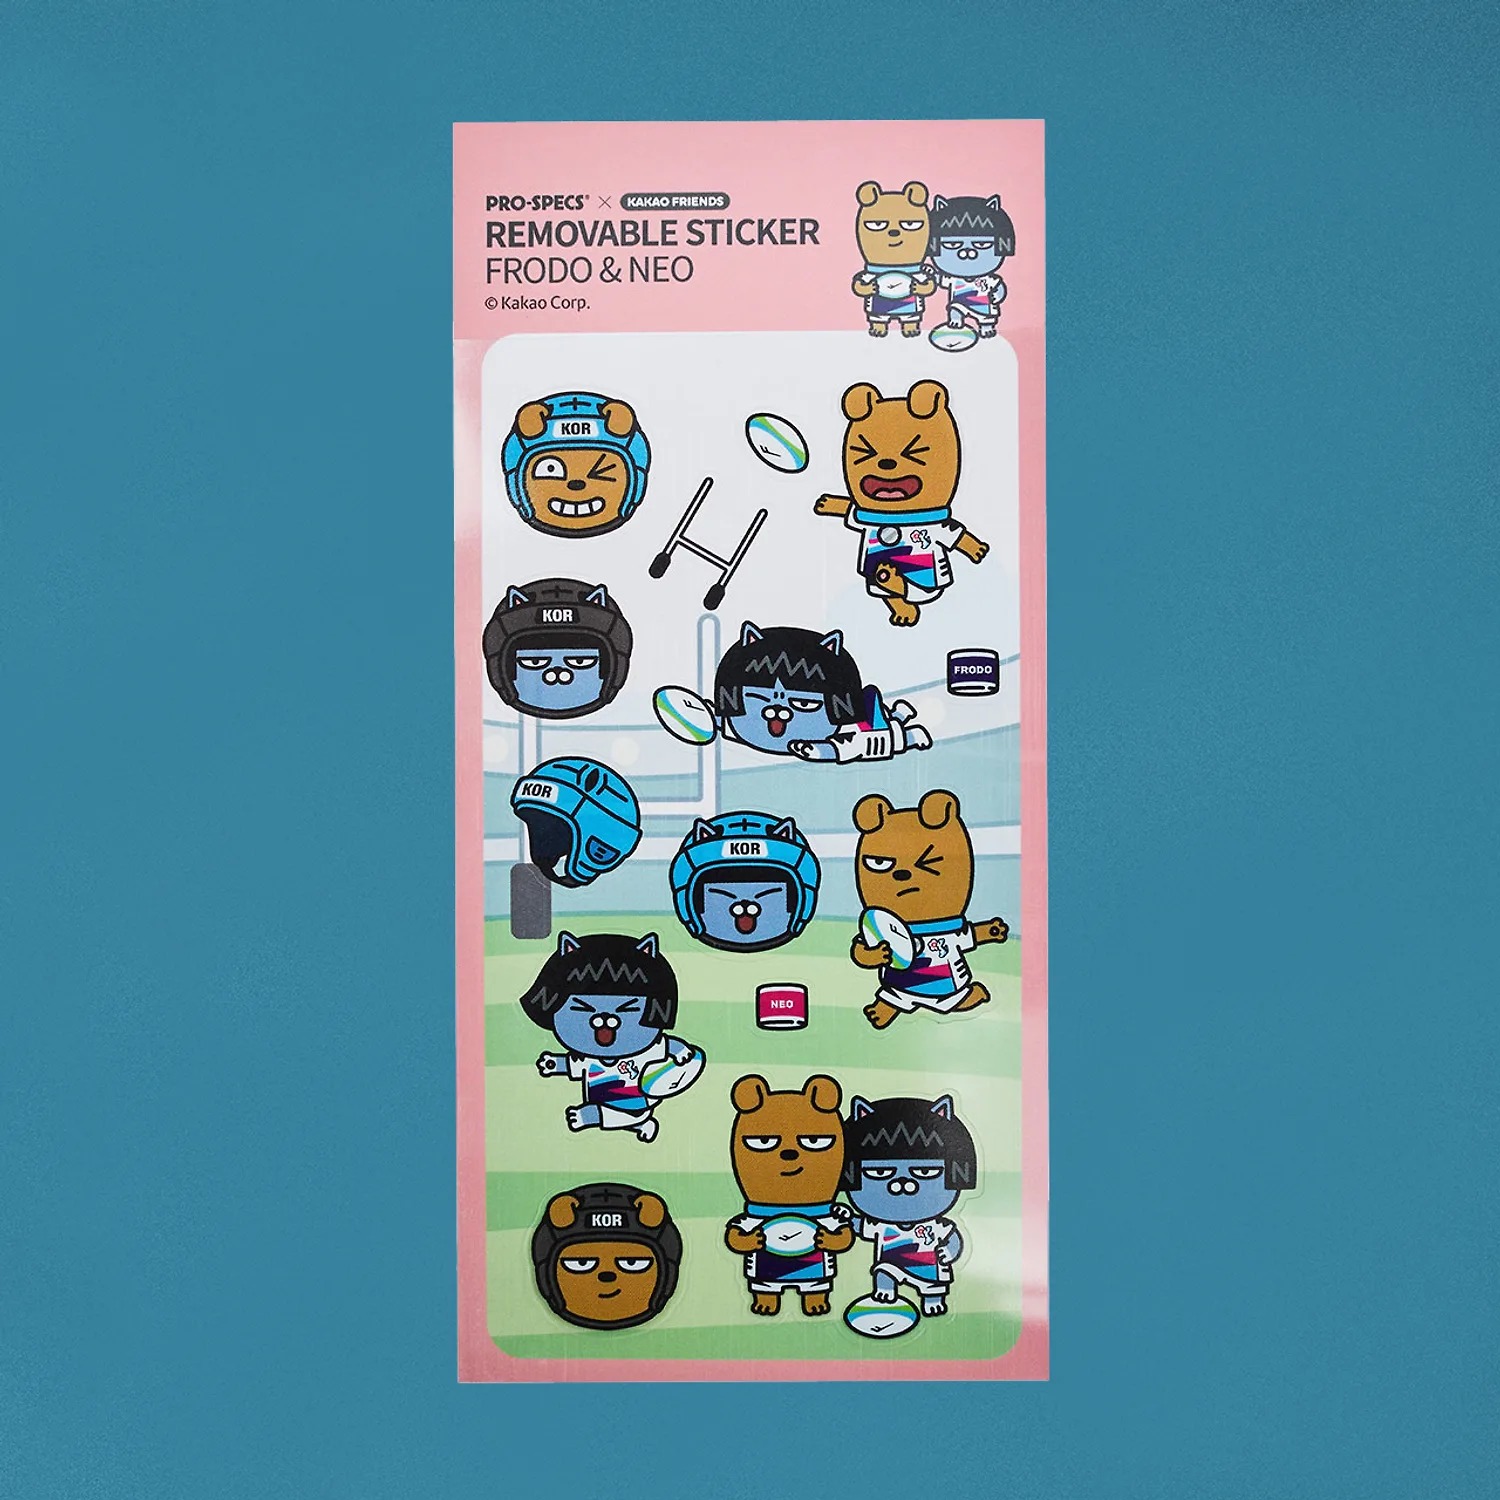 PRO-SPECS® × KAKAO FRIENDS
REMOVABLE STICKER
FRODO & NEO
© Kakao Corp.
N N
KOR
KOR
N N
FRODO
KOR
KOR
N N
NEO
N
KOR